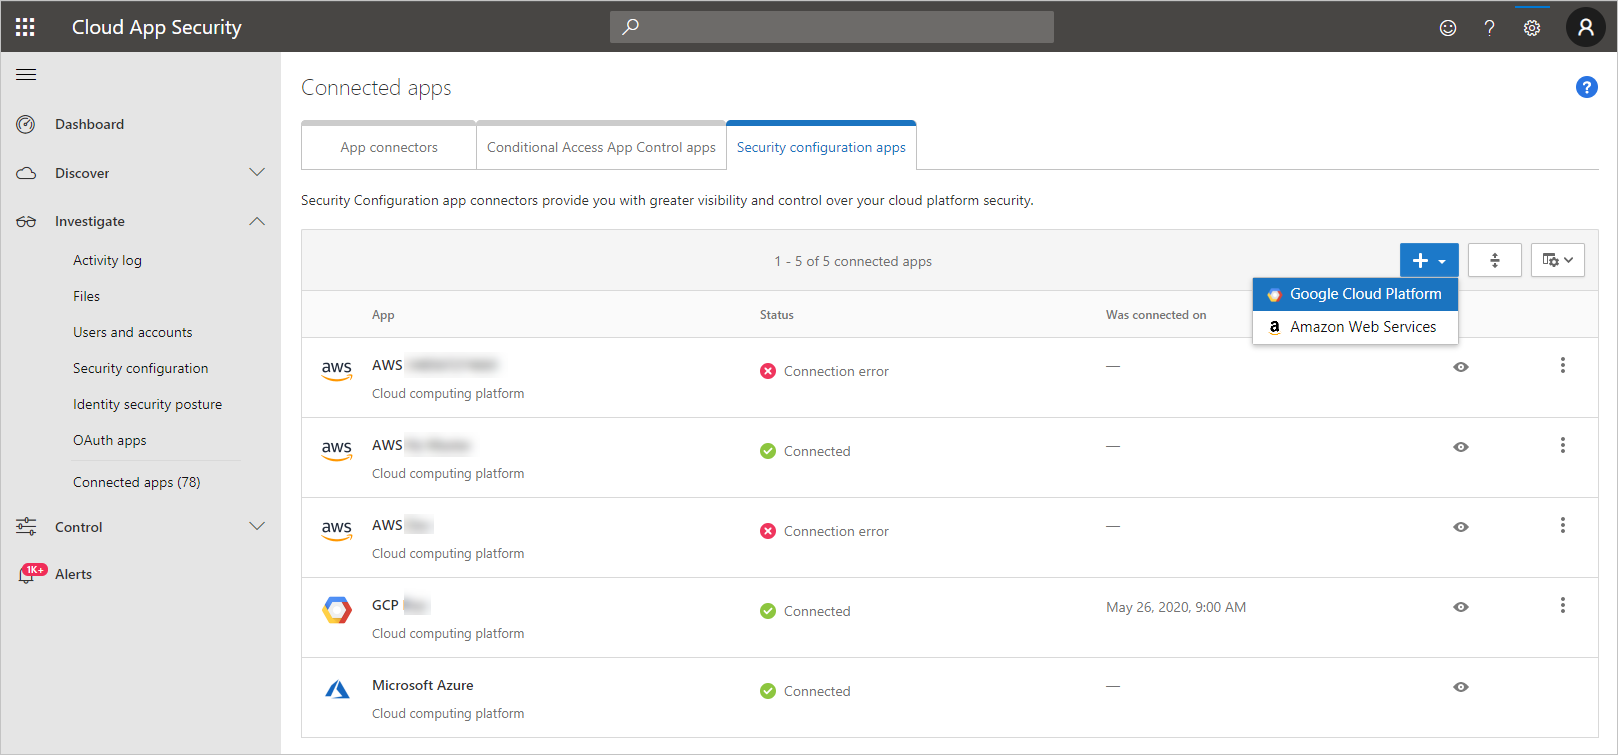 Cloud App Security
?
Connected apps
?
Dashboard
Discover
Investigate
Activity log
Files
Users and accounts
Security configuration
Identity security posture
OAuth apps
Connected apps (78)
Control
1K+
Alerts
App connectors
Conditional Access App Control apps
Security configuration apps
Security Configuration app connectors provide you with greater visibility and control over your cloud platform security.
1 - 5 of 5 connected apps
Google Cloud Platform
a Amazon Web Services
App
Status
Was connected on
aws
AWS
Cloud computing platform
Connection error
—
aws
AWS
Cloud computing platform
Connected
—
aws
AWS
Cloud computing platform
Connection error
—
GCP
Cloud computing platform
Connected
May 26, 2020, 9:00 AM
Microsoft Azure
Cloud computing platform
Connected
—